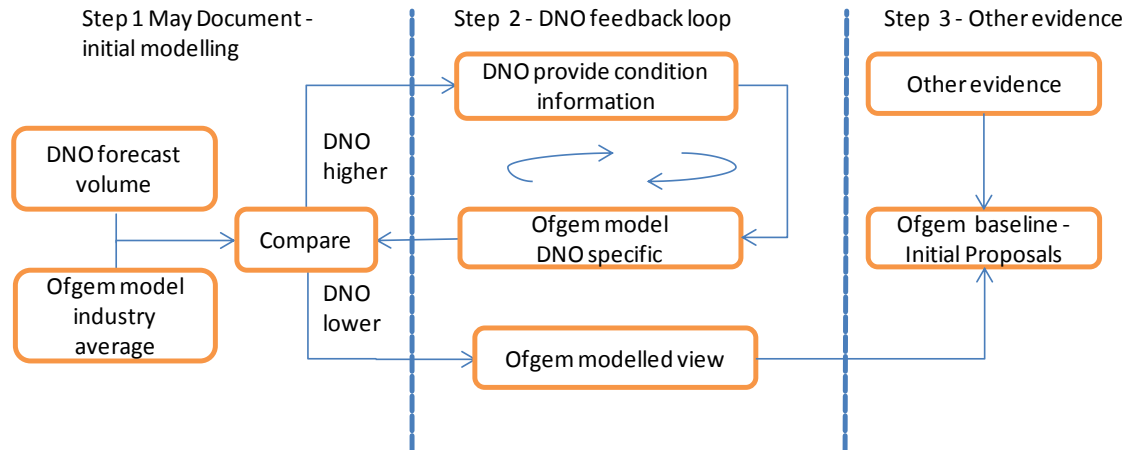 Step 1 May Document -
initial modelling
Step 2 - DNO feedback loop
Step 3 - Other evidence
DNO provide condition
information
Other evidence
DNO forecast
volume
DNO
higher
Compare
Ofgem model
DNO specific
Ofgem baseline -
Initial Proposals
Ofgem model
industry
average
DNO
lower
Ofgem modelled view